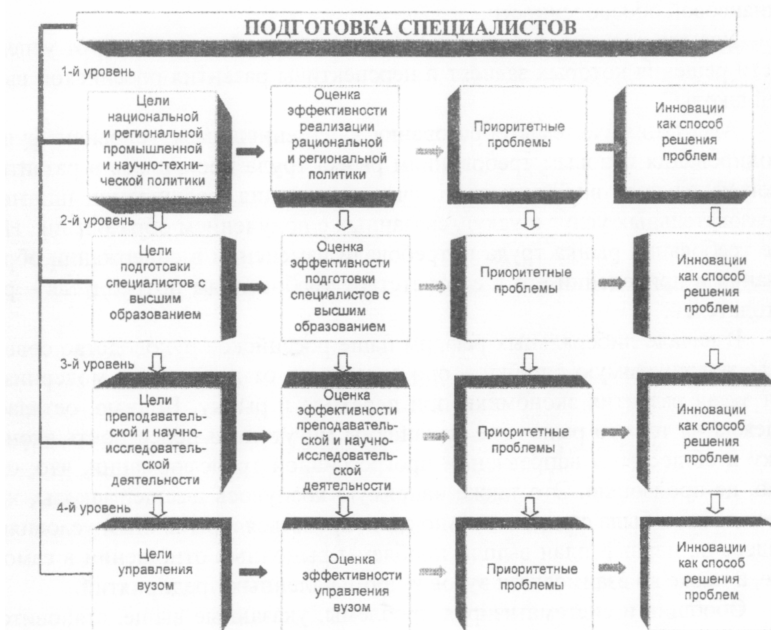 ПОДГОТОВКА СПЕЦИАЛИСТОВ
1-й уровень
Цели
национальной
и региональной
промышленной
и научно-техни-
ческой политики
Оценка
эффективности
реализации
рациональной
и региональной
политики
Приоритетные
проблемы
Инновации
как способ
решения
проблем
2-й уровень
Цели
подготовки
специалистов с
высшим
образованием
Оценка
эффективности
подготовки
специалистов с
высшим
образованием
Приоритетные
проблемы
Инновации
как способ
решения
проблем
3-й уровень
Цели
преподаватель-
ской и научно-
исследователь-
ской
деятельности
Оценка
эффективности
преподаватель-
ской и научно-
исследователь-
ской
деятельности
Приоритетные
проблемы
Инновации
как способ
решения
проблем
4-й уровень
Цели
управления
вузом
Оценка
эффективности
управления
вузом
Приоритетные
проблемы
Инновации
как способ
решения
проблем